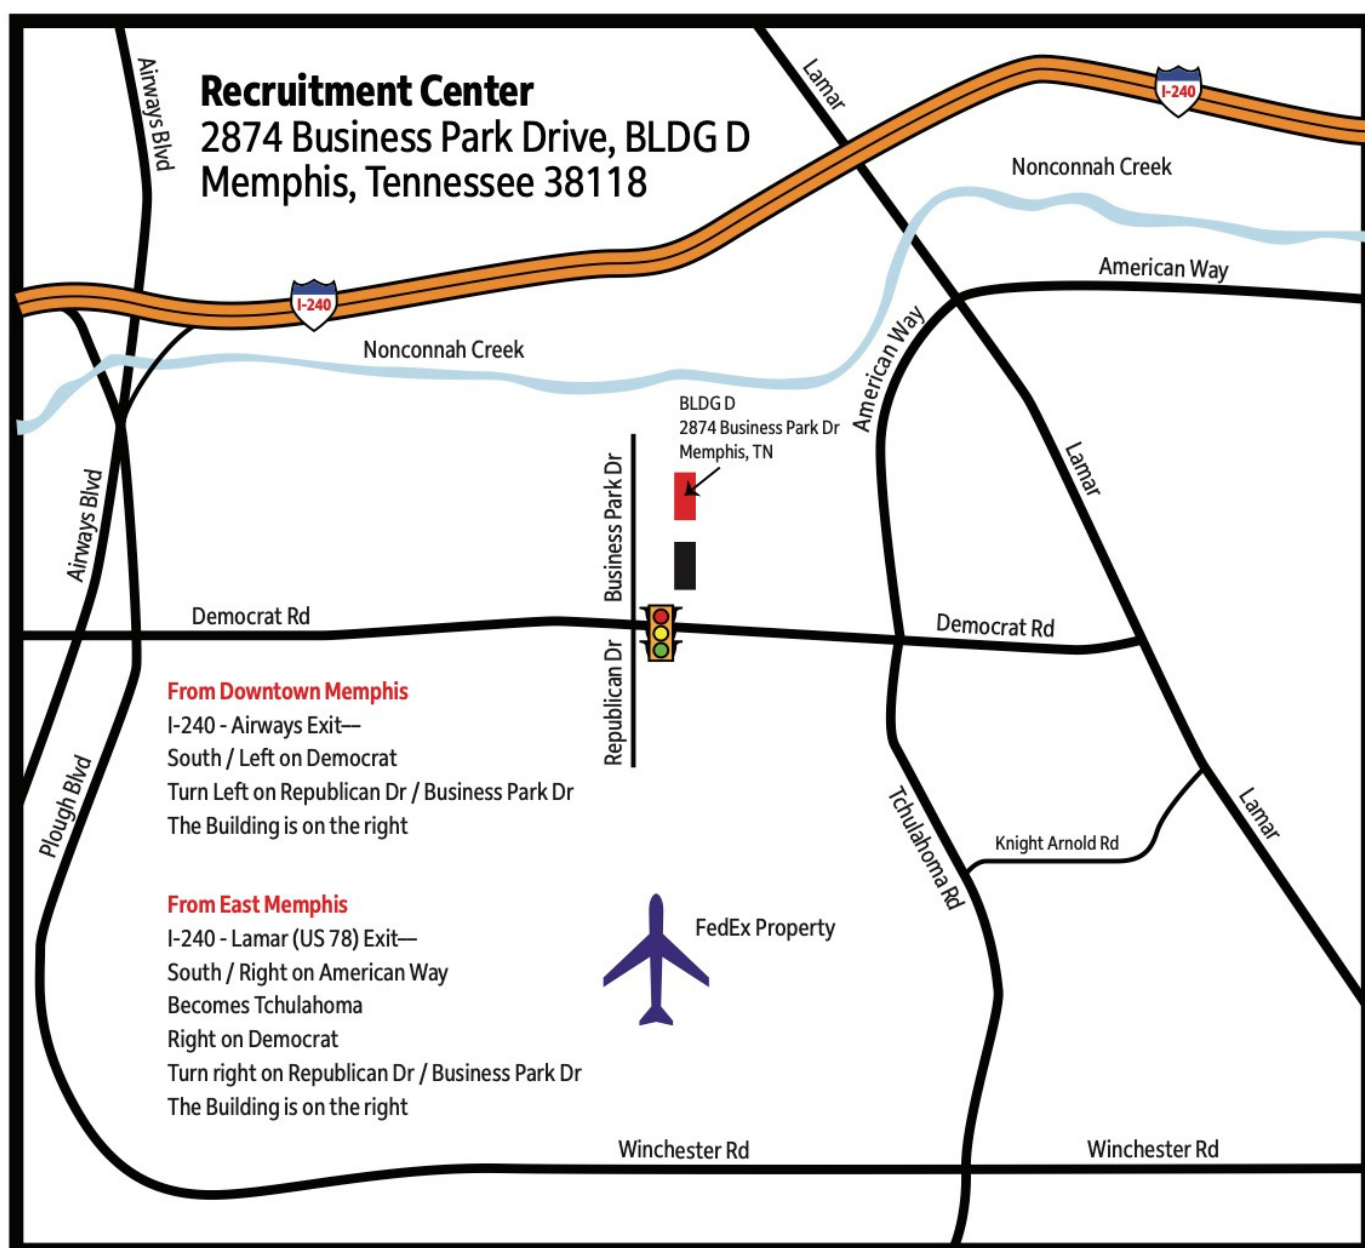 Recruitment Center
2874 Business Park Drive, BLDG D
Memphis, Tennessee 38118
Airways Blvd
Lamar
I-240
Nonconnah Creek
American Way
I-240
Nonconnah Creek
American Way
BLDG D
2874 Business Park Dr
Memphis, TN
Business Park Dr
Lamar
Airways Blvd
Democrat Rd
Democrat Rd
Republican Dr
From Downtown Memphis
I-240 - Airways Exit—
South / Left on Democrat
Turn Left on Republican Dr / Business Park Dr
The Building is on the right
Plough Blvd
Tchulahoma Rd
Knight Arnold Rd
Lamar
From East Memphis
I-240 - Lamar (US 78) Exit—
South / Right on American Way
Becomes Tchulahoma
Right on Democrat
Turn right on Republican Dr / Business Park Dr
The Building is on the right
FedEx Property
Winchester Rd
Winchester Rd